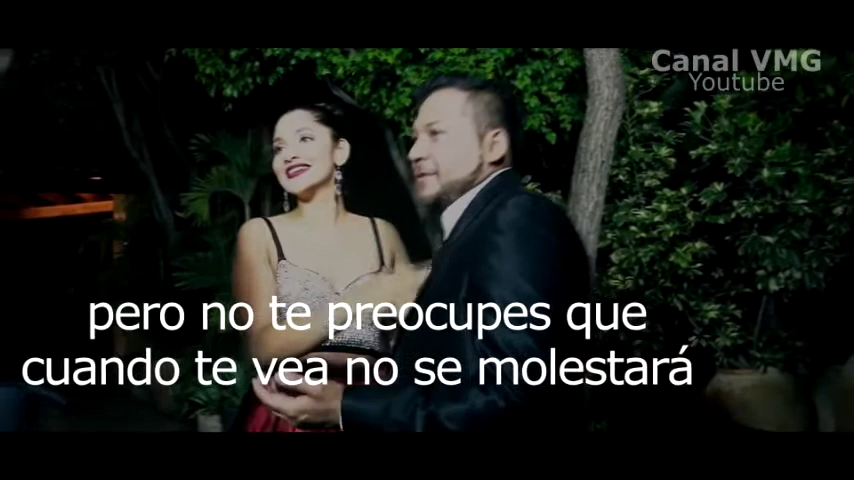 Canal VMG
Youtube
pero no te preocupes que
cuando te vea no se molestará